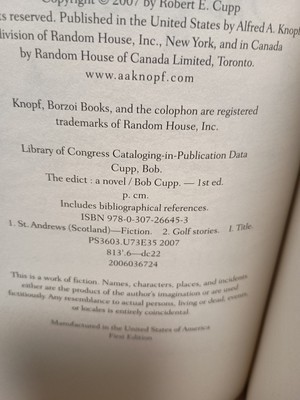 Copyright © 2007 by Robert E. Cupp
ts reserved. Published in the United States by Alfred A. Knopf
division of Random House, Inc., New York, and in Canada
by Random House of Canada Limited, Toronto.
www.aaknopf.com
Knopf, Borzoi Books, and the colophon are registered
trademarks of Random House, Inc.
Library of Congress Cataloging-in-Publication Data
Cupp, Bob.
The edict : a novel / Bob Cupp. — 1st ed.
p. cm.
Includes bibliographical references.
ISBN 978-0-307-26645-3
1. St. Andrews (Scotland)—Fiction. 2. Golf stories. I. Title.
PS3603.U73E35 2007
813'.6—dc22
2006036724
This is a work of fiction. Names, characters, places, and incidents
either are the product of the author's imagination or are used
fictitiously. Any resemblance to actual persons, living or dead, events,
or locales is entirely coincidental.
Manufactured in the United States of America
First Edition